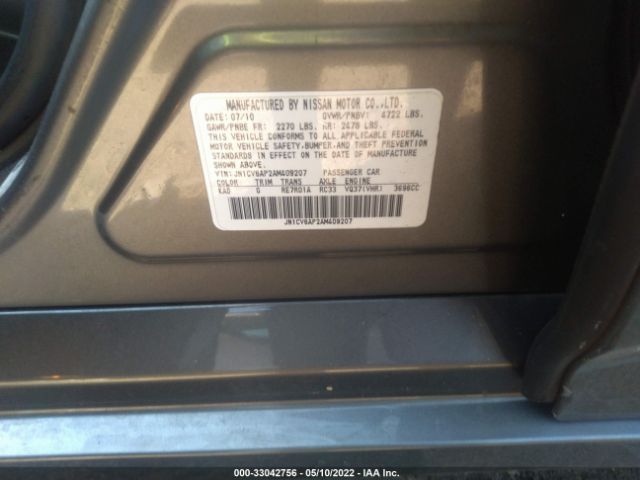 MANUFACTURED BY NISSAN MOTOR CO.,LTD.
DATE: 07/10 GVWR/PNBV: 4722 LBS.
GAWR/PNBE FR: 2270 LBS. RR: 2478 LBS.
THIS VEHICLE CONFORMS TO ALL APPLICABLE FEDERAL
MOTOR VEHICLE SAFETY,BUMPER,AND THEFT PREVENTION
STANDARDS IN EFFECT ON THE DATE OF MANUFACTURE
SHOWN ABOVE.
VIN:JN1CV6AP2AM409207 PASSENGER CAR
COLOR TRIM TRANS AXLE ENGINE
KAD G RE7R01A RC33 VQ37(VHR) 3696CC
JN1CV6AP2AM409207
000-33042756 - 05/10/2022 - IAA Inc.